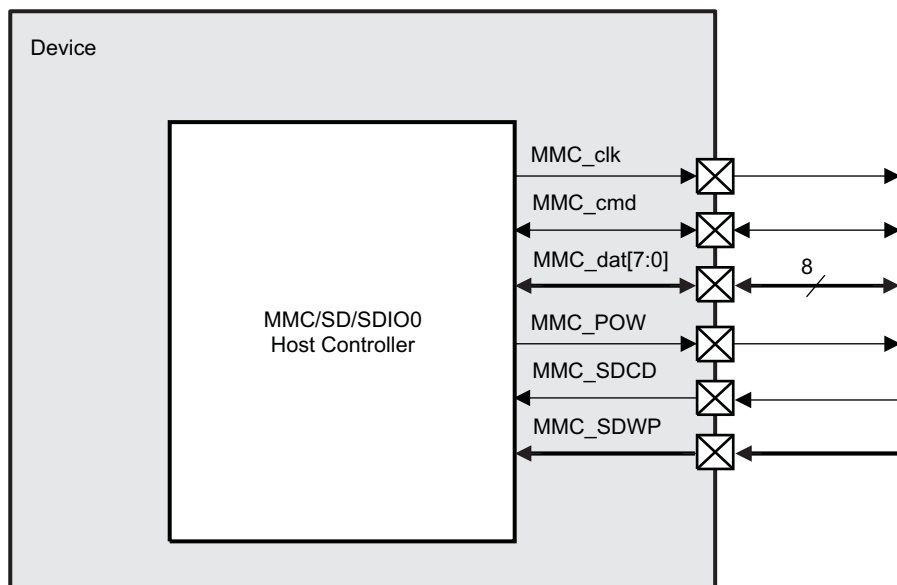 Device
MMC_clk
MMC_cmd
MMC_dat[7:0]
8
MMC/SD/SDIO0
Host Controller
MMC_POW
MMC_SDCD
MMC_SDWP